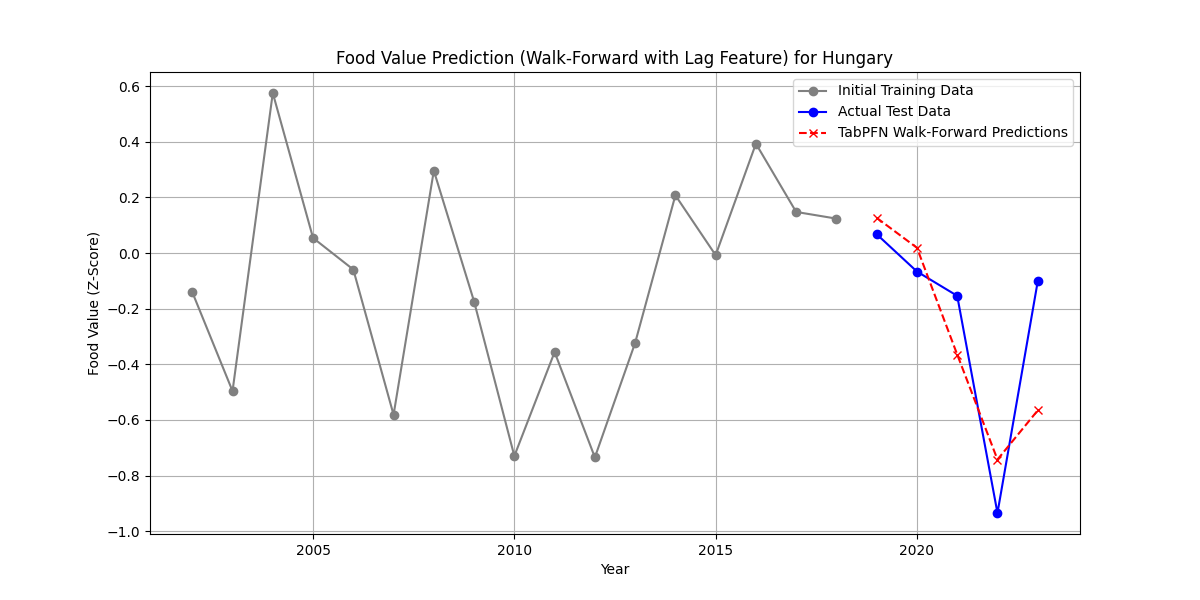 Food Value Prediction (Walk-Forward with Lag Feature) for Hungary
Initial Training Data
Actual Test Data
TabPFN Walk-Forward Predictions
Food Value (Z-Score)
0.6
0.4
0.2
0.0
−0.2
−0.4
−0.6
−0.8
−1.0
2005 2010 2015 2020
Year